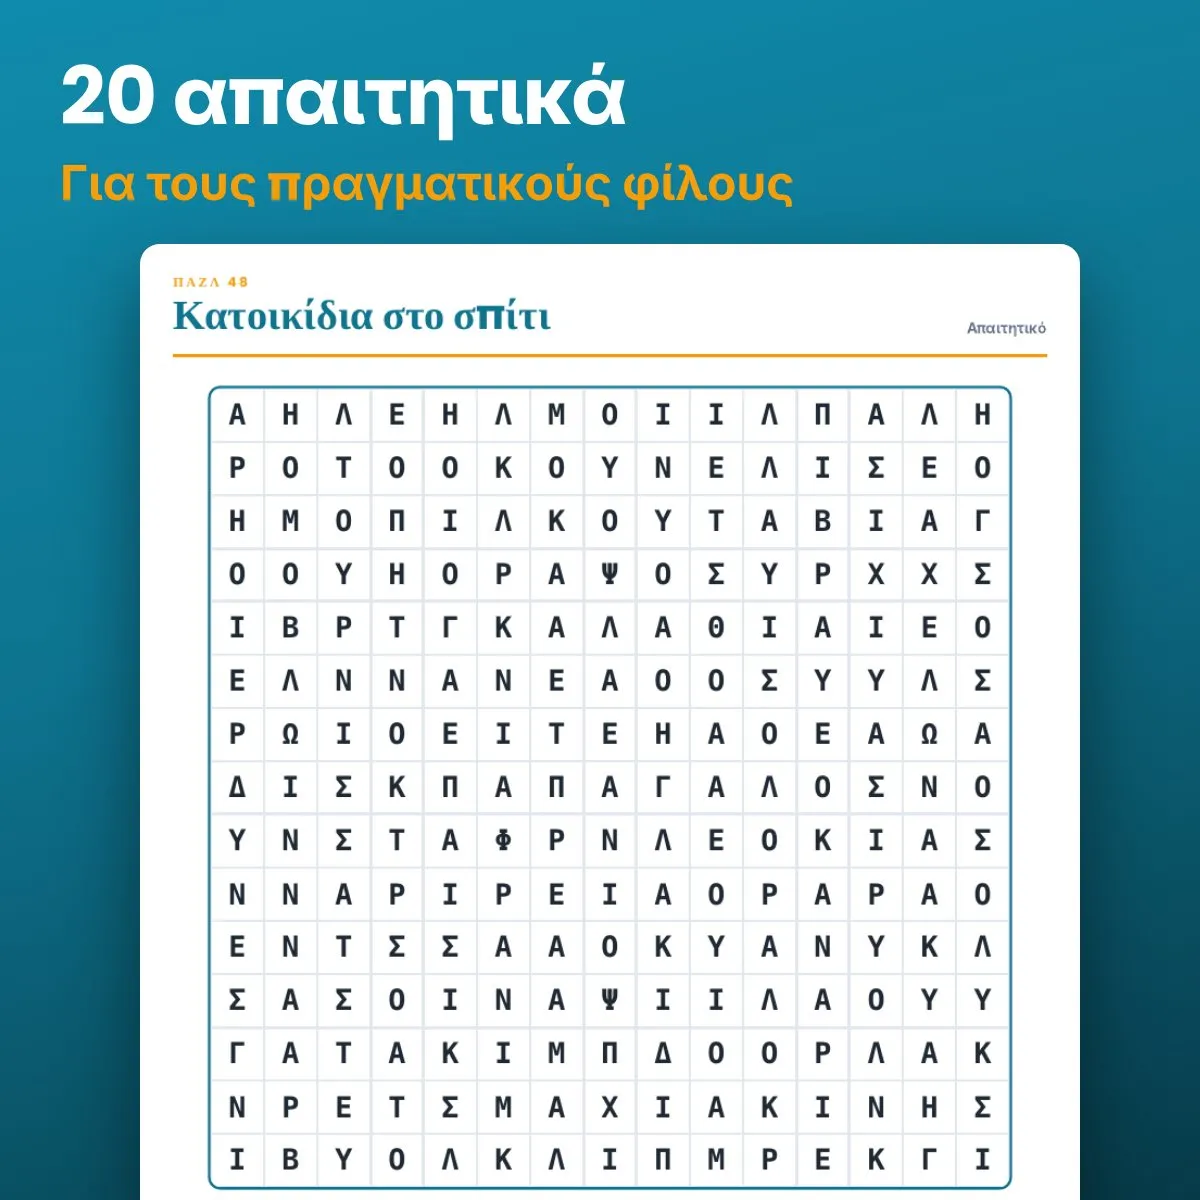 20 απαιτητικά
Για τους πραγματικούς φίλους
ΠΑΖΛ 48
Κατοικίδια στο σπίτι
Απαιτητικό
Α Η Λ Ε Η Λ Μ Ο Ι Ι Λ Π Α Λ Η
Ρ Ο Τ Ο Ο Κ Ο Υ Ν Ε Λ Ι Σ Ε Ο
Η Μ Ο Π Ι Λ Κ Ο Υ Τ Α Β Ι Α Γ
Ο Ο Υ Η Ο Ρ Α Ψ Ο Σ Υ Ρ Χ Χ Σ
Ι Β Ρ Τ Γ Κ Α Λ Α Θ Ι Α Ι Ε Ο
Ε Λ Ν Ν Α Ν Ε Α Ο Ο Σ Υ Υ Λ Σ
Ρ Ω Ι Ο Ε Ι Τ Ε Η Α Ο Ε Α Ω Α
Δ Ι Σ Κ Π Α Π Α Γ Α Λ Ο Σ Ν Ο
Υ Ν Σ Τ Α Φ Ρ Ν Λ Ε Ο Κ Ι Α Σ
Ν Ν Α Ρ Ι Ρ Ε Ι Α Ο Ρ Α Ρ Α Ο
Ε Ν Τ Σ Σ Α Α Ο Κ Υ Α Ν Υ Κ Λ
Σ Α Σ Ο Ι Ν Α Ψ Ι Ι Λ Α Ο Υ Υ
Γ Α Τ Α Κ Ι Μ Π Δ Ο Ο Ρ Λ Α Κ
Ν Ρ Ε Τ Σ Μ Α Χ Ι Α Κ Ι Ν Η Σ
Ι Β Υ Ο Λ Κ Λ Ι Π Μ Ρ Ε Κ Γ Ι